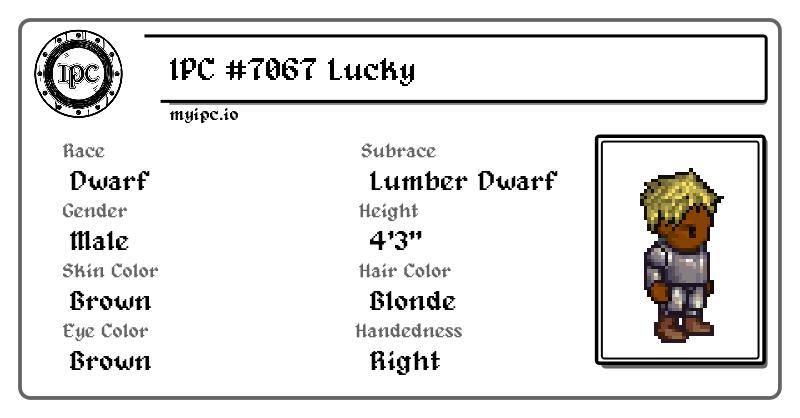 IPC
IPC #7067 Lucky
myipc.io
Race
Dwarf
Subrace
Lumber Dwarf
Gender
Male
Height
4'3"
Skin Color
Brown
Hair Color
Blonde
Eye Color
Brown
Handedness
Right